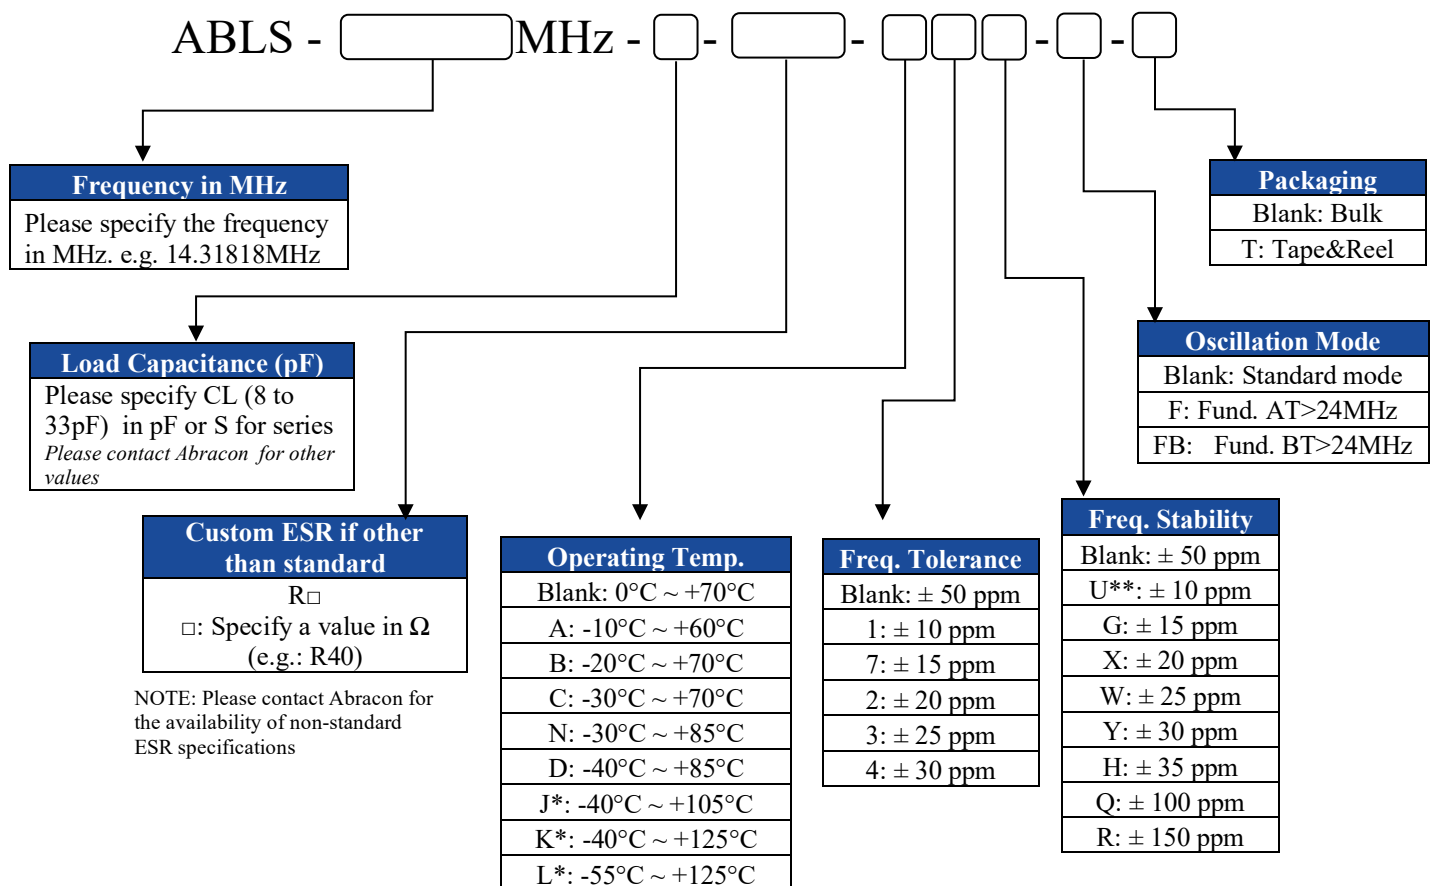 ABLS - MHz - - - - -
Frequency in MHz
Please specify the frequency
in MHz. e.g. 14.31818MHz
Packaging
Blank: Bulk
T: Tape&Reel
Load Capacitance (pF)
Please specify CL (8 to
33pF) in pF or S for series
Please contact Abracon for other
values
Oscillation Mode
Blank: Standard mode
F: Fund. AT>24MHz
FB: Fund. BT>24MHz
Custom ESR if other
than standard
R□
□: Specify a value in Ω
(e.g.: R40)
NOTE: Please contact Abracon for
the availability of non-standard
ESR specifications
Operating Temp.
Blank: 0°C ~ +70°C
A: -10°C ~ +60°C
B: -20°C ~ +70°C
C: -30°C ~ +70°C
N: -30°C ~ +85°C
D: -40°C ~ +85°C
J*: -40°C ~ +105°C
K*: -40°C ~ +125°C
L*: -55°C ~ +125°C
Freq. Tolerance
Blank: ± 50 ppm
1: ± 10 ppm
7: ± 15 ppm
2: ± 20 ppm
3: ± 25 ppm
4: ± 30 ppm
Freq. Stability
Blank: ± 50 ppm
U**: ± 10 ppm
G: ± 15 ppm
X: ± 20 ppm
W: ± 25 ppm
Y: ± 30 ppm
H: ± 35 ppm
Q: ± 100 ppm
R: ± 150 ppm